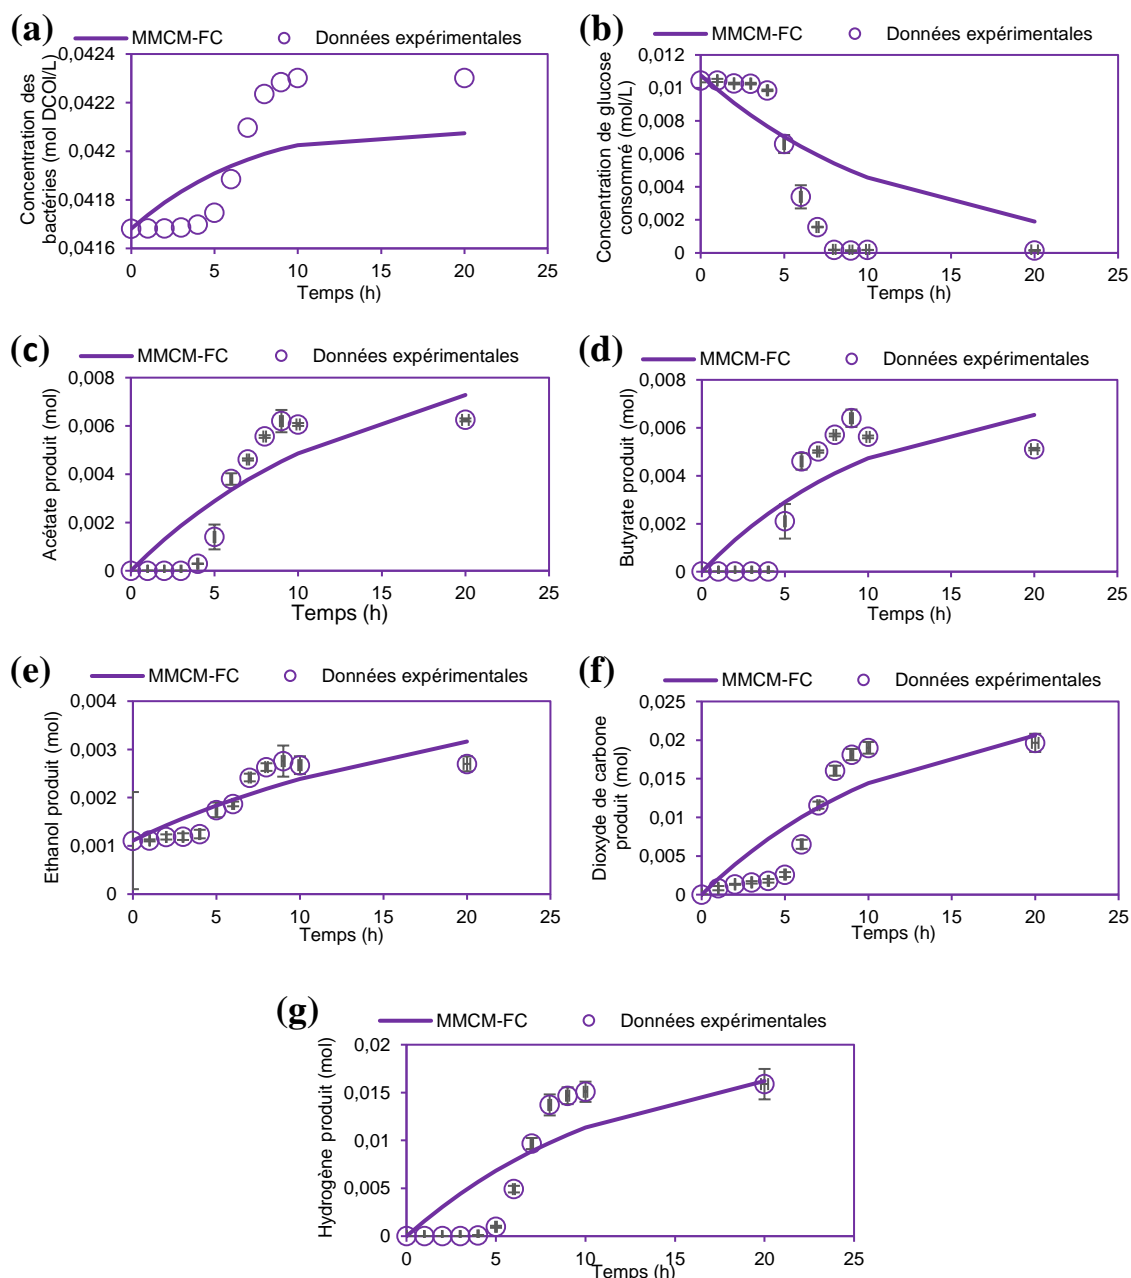 (a)
MMCM-FC Données expérimentales
Concentration des
bactéries (mol DCOI/L)
0,0424
0,0422
0,042
0,0418
0,0416
0 5 10 15 20 25
Temps (h)
(b)
MMCM-FC Données expérimentales
Concentration de glucose
consommé (mol/L)
0,012
0,01
0,008
0,006
0,004
0,002
0
0 5 10 15 20 25
Temps (h)
(c)
MMCM-FC Données expérimentales
Acétate produit (mol)
0,008
0,006
0,004
0,002
0
0 5 10 15 20 25
Temps (h)
(d)
MMCM-FC Données expérimentales
Butyrate produit (mol)
0,008
0,006
0,004
0,002
0
0 5 10 15 20 25
Temps (h)
(e)
MMCM-FC Données expérimentales
Ethanol produit (mol)
0,004
0,003
0,002
0,001
0
0 5 10 15 20 25
Temps (h)
(f)
MMCM-FC Données expérimentales
Dioxyde de carbone
produit (mol)
0,025
0,02
0,015
0,01
0,005
0
0 5 10 15 20 25
Temps (h)
(g)
MMCM-FC Données expérimentales
Hydrogène produit (mol)
0,02
0,015
0,01
0,005
0
0 5 10 15 20 25
Temps (h)